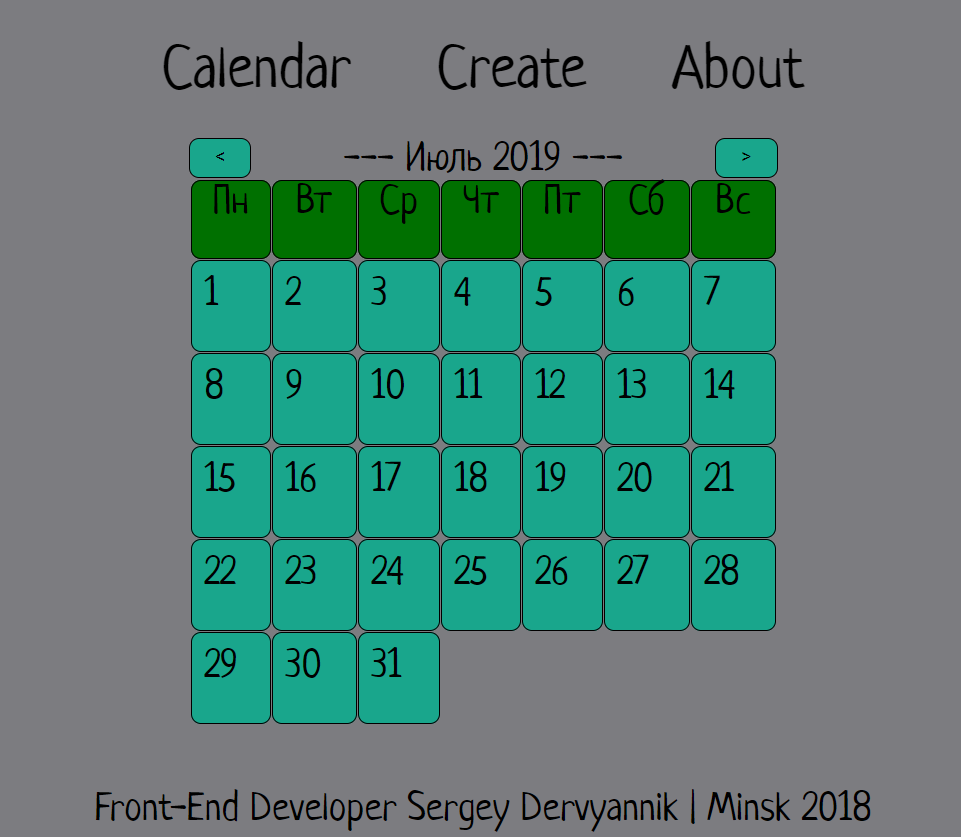 Calendar Create About
< --- Июль 2019 --- >
Пн Вт Ср Чт Пт Сб Вс
1 2 3 4 5 6 7
8 9 10 11 12 13 14
15 16 17 18 19 20 21
22 23 24 25 26 27 28
29 30 31
Front-End Developer Sergey Dervyannik | Minsk 2018